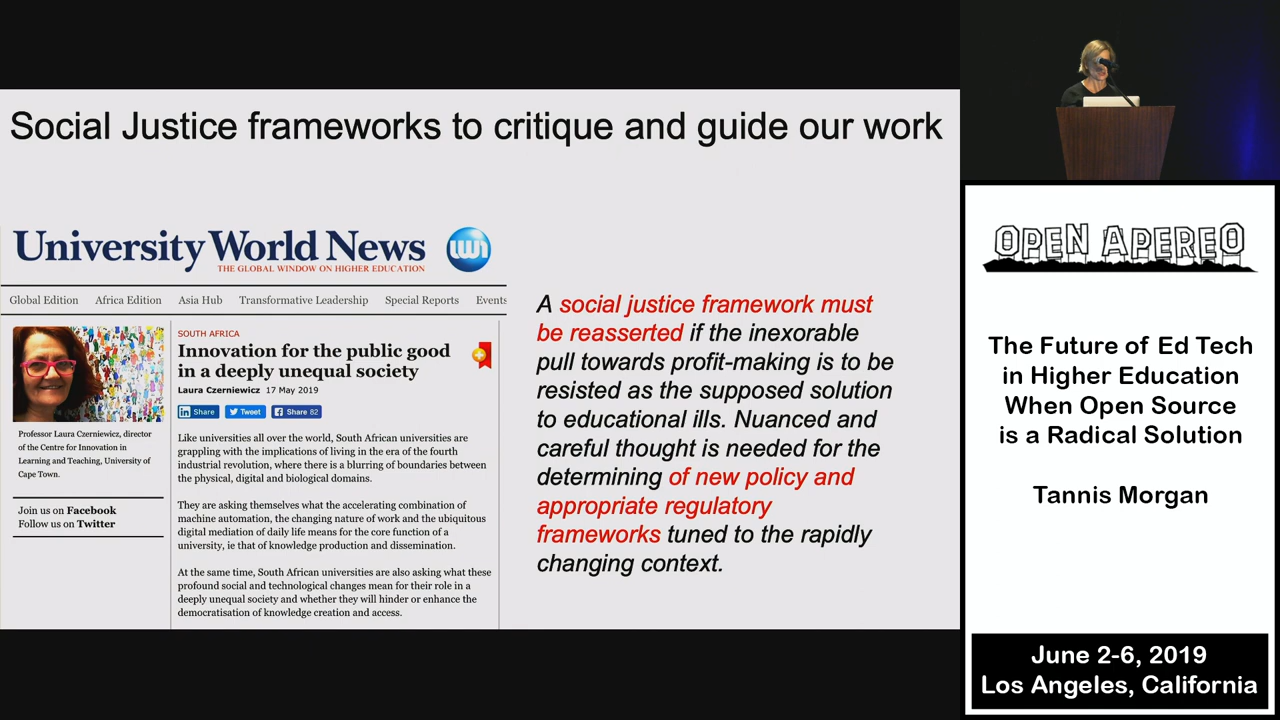 Social Justice frameworks to critique and guide our work
University World News
THE GLOBAL WINDOW ON HIGHER EDUCATION
uwn
Global Edition Africa Edition Asia Hub Transformative Leadership Special Reports Events
Professor Laura Czerniewicz, director
of the Centre for Innovation in
Learning and Teaching, University of
Cape Town.
Join us on Facebook
Follow us on Twitter
SOUTH AFRICA
Innovation for the public good
in a deeply unequal society
Laura Czerniewicz 17 May 2019
in Share Tweet f Share 82
Like universities all over the world, South African universities are
grappling with the implications of living in the era of the fourth
industrial revolution, where there is a blurring of boundaries between
the physical, digital and biological domains.
They are asking themselves what the accelerating combination of
machine automation, the changing nature of work and the ubiquitous
digital mediation of daily life means for the core function of a
university, ie that of knowledge production and dissemination.
At the same time, South African universities are also asking what these
profound social and technological changes mean for their role in a
deeply unequal society and whether they will hinder or enhance the
democratisation of knowledge creation and access.
A social justice framework must
be reasserted if the inexorable
pull towards profit-making is to be
resisted as the supposed solution
to educational ills. Nuanced and
careful thought is needed for the
determining of new policy and
appropriate regulatory
frameworks tuned to the rapidly
changing context.
OPEN APEREO
The Future of Ed Tech
in Higher Education
When Open Source
is a Radical Solution
Tannis Morgan
June 2-6, 2019
Los Angeles, California